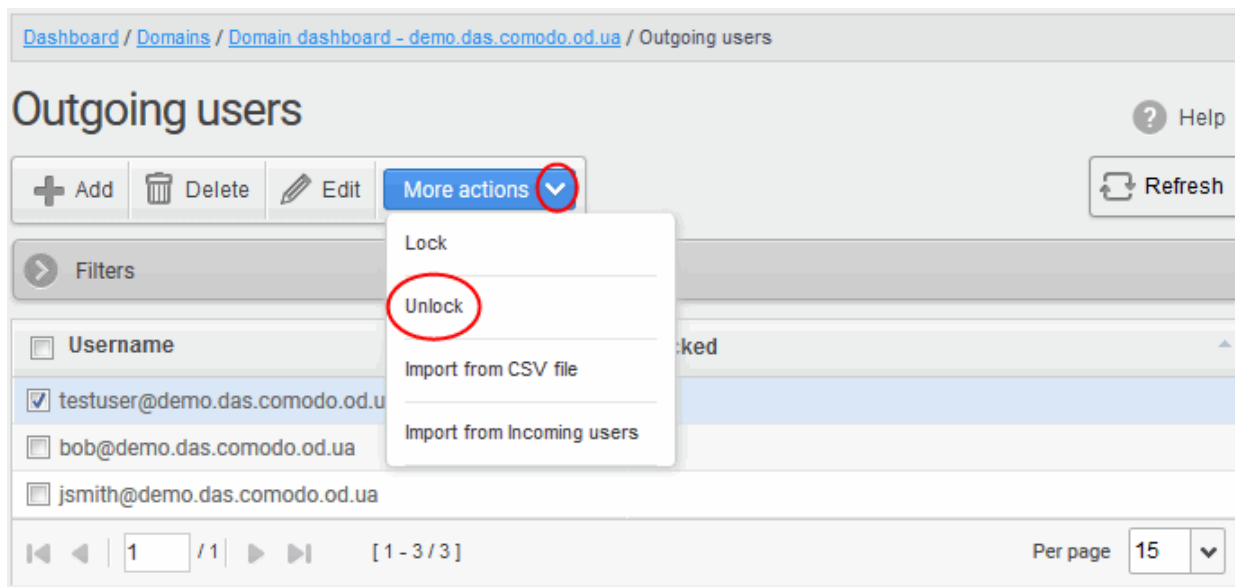 Dashboard / Domains / Domain dashboard - demo.das.comodo.od.ua / Outgoing users
Outgoing users
? Help
Add Delete Edit More actions Refresh
Lock
Filters
Unlock
Username cked
Import from CSV file
testuser@demo.das.comodo.od.u
Import from Incoming users
bob@demo.das.comodo.od.ua
jsmith@demo.das.comodo.od.ua
1 / 1 [ 1 - 3 / 3 ] Per page 15